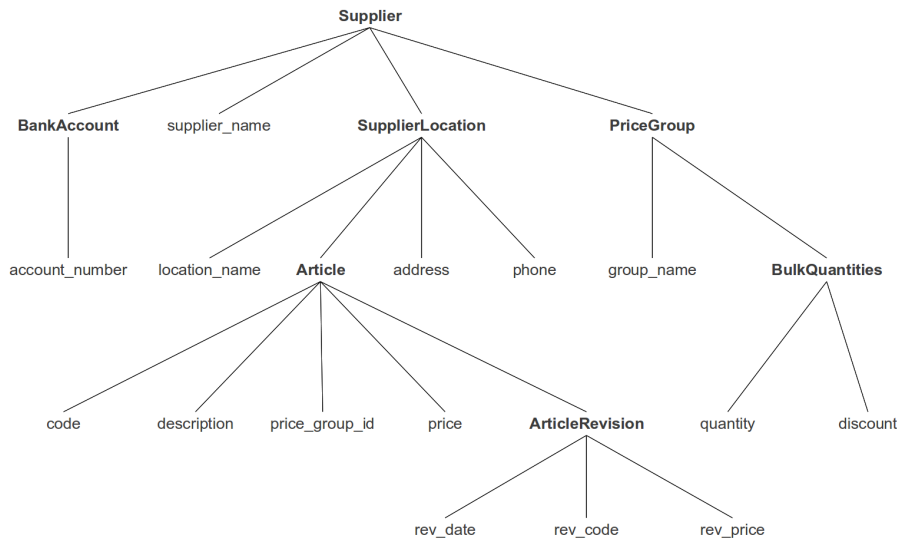 Supplier
BankAccount supplier_name SupplierLocation PriceGroup
account_number location_name Article address phone group_name BulkQuantities
code description price_group_id price ArticleRevision quantity discount
rev_date rev_code rev_price